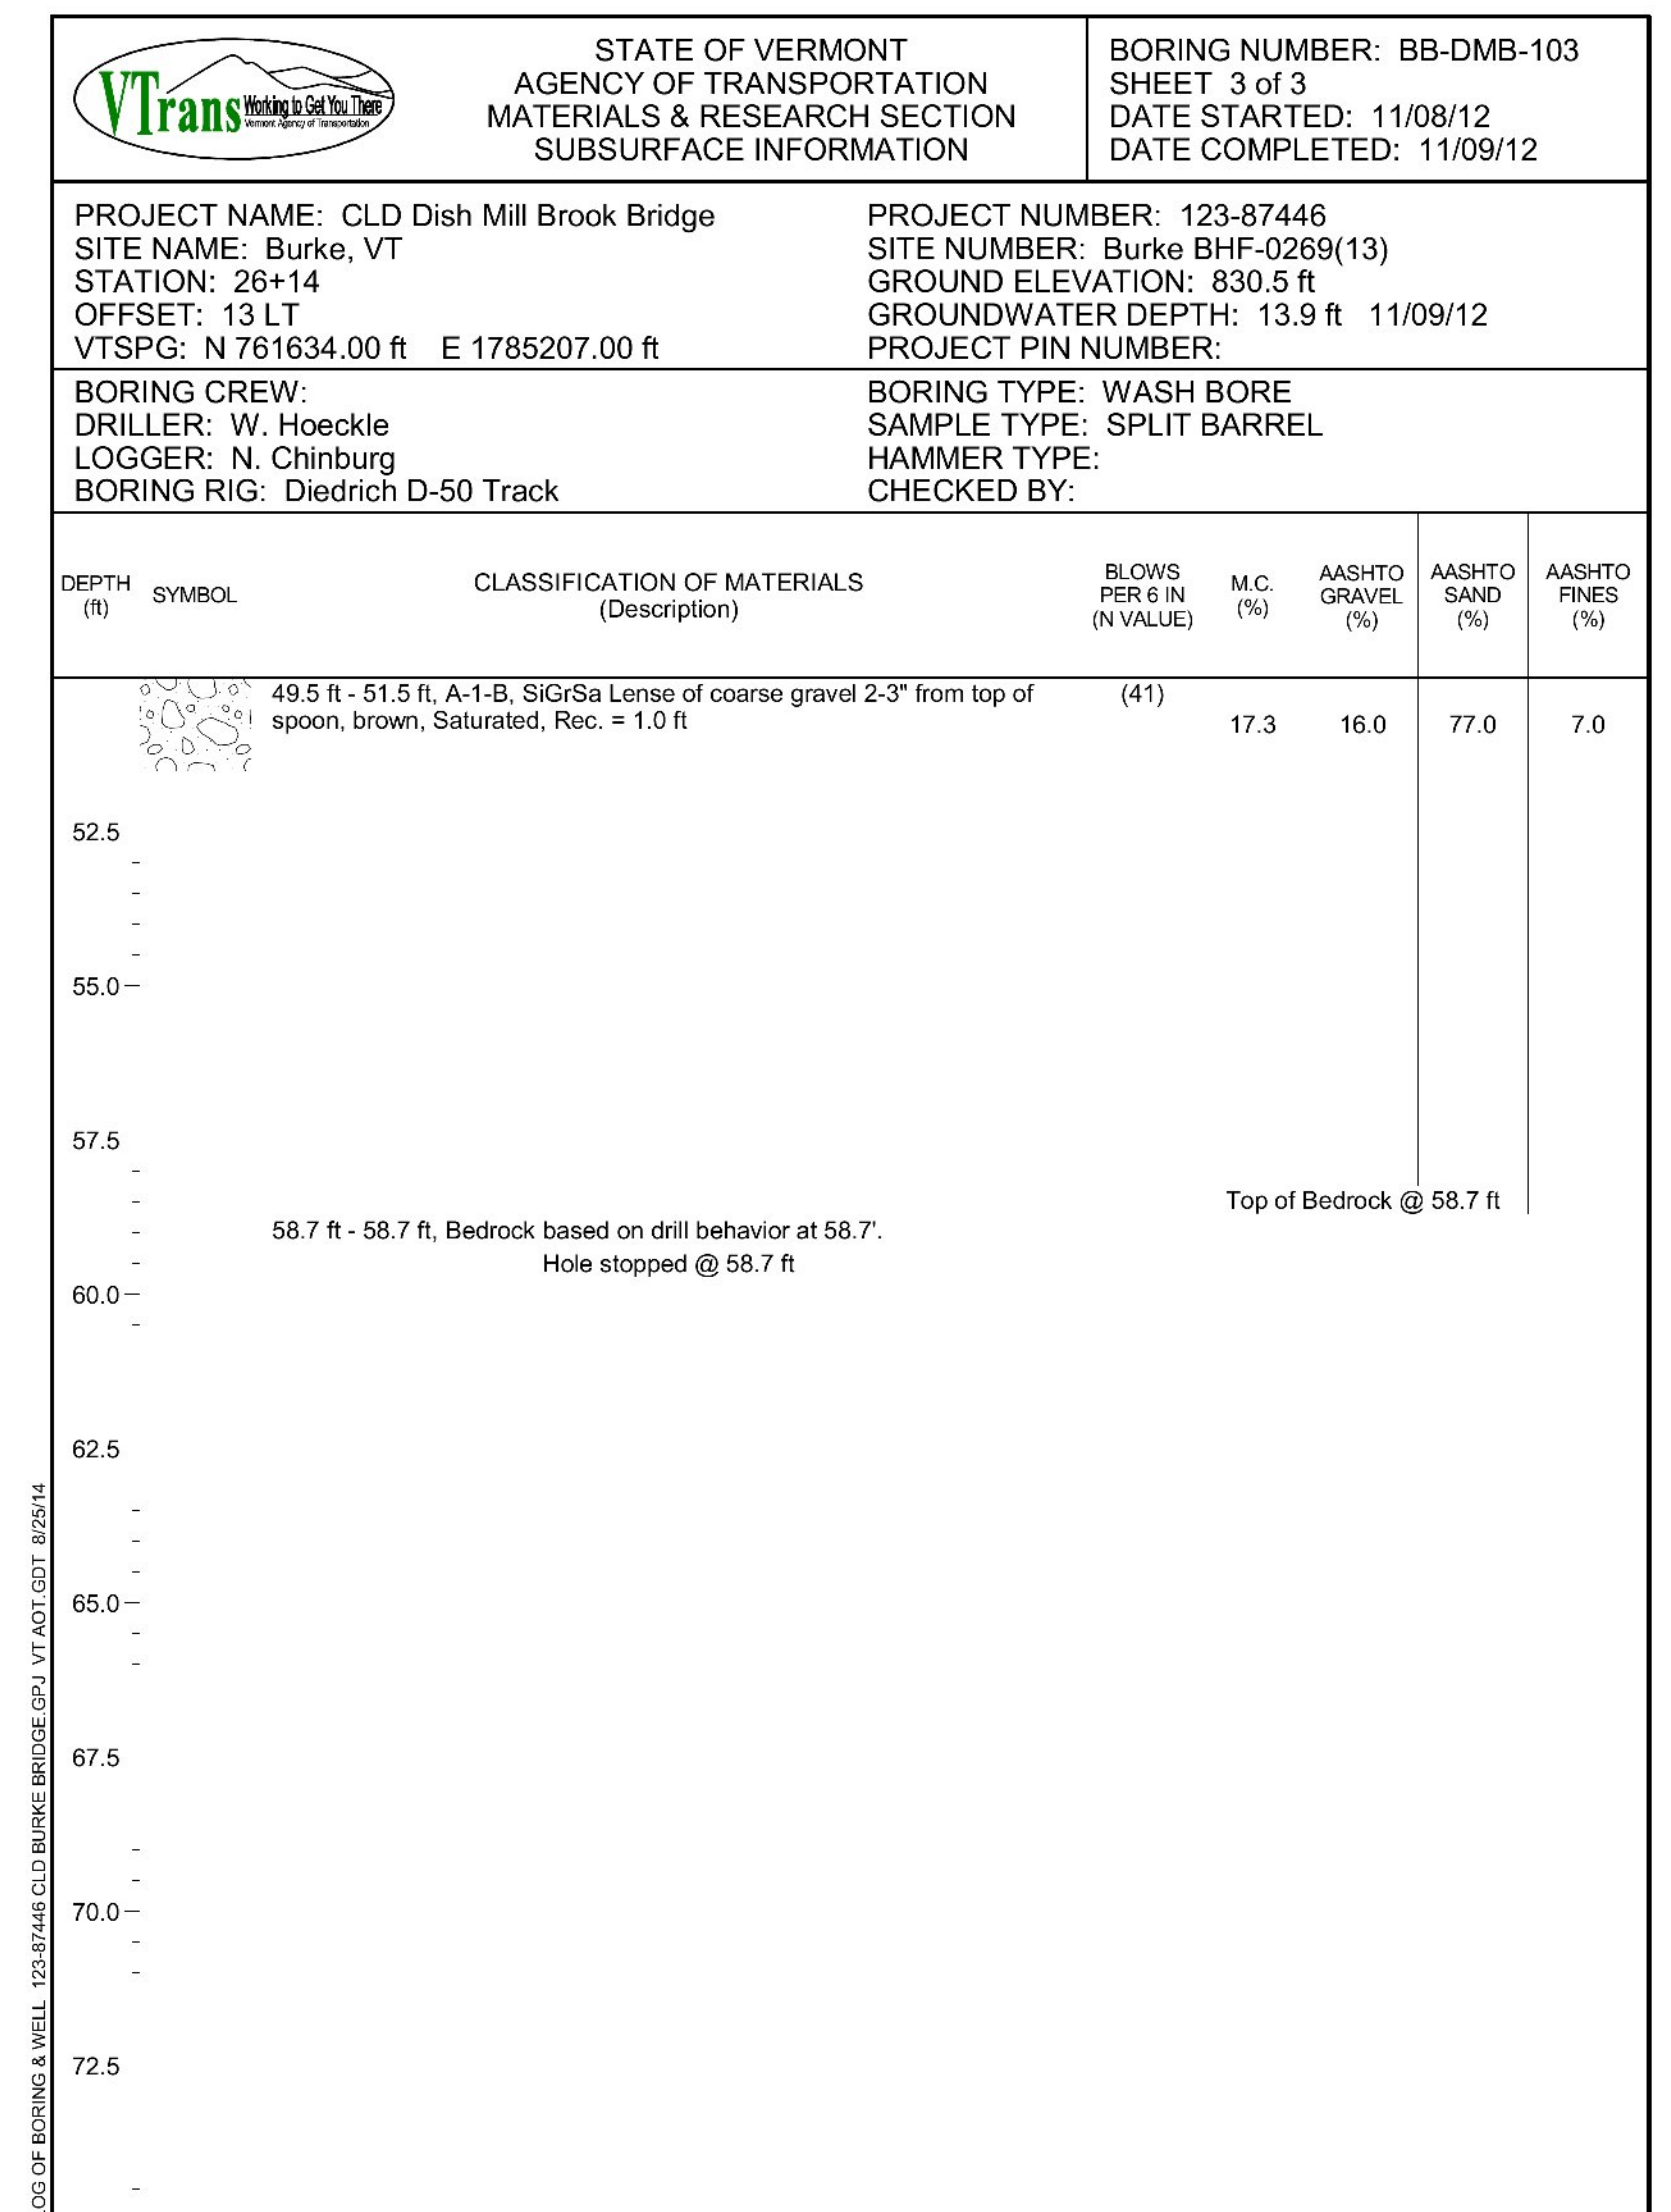 VTrans Working to Get You There
Vermont Agency of Transportation
STATE OF VERMONT
AGENCY OF TRANSPORTATION
MATERIALS & RESEARCH SECTION
SUBSURFACE INFORMATION
BORING NUMBER: BB-DMB-103
SHEET 3 of 3
DATE STARTED: 11/08/12
DATE COMPLETED: 11/09/12
PROJECT NAME: CLD Dish Mill Brook Bridge
SITE NAME: Burke, VT
STATION: 26+14
OFFSET: 13 LT
VTSPG: N 761634.00 ft E 1785207.00 ft
PROJECT NUMBER: 123-87446
SITE NUMBER: Burke BHF-0269(13)
GROUND ELEVATION: 830.5 ft
GROUNDWATER DEPTH: 13.9 ft 11/09/12
PROJECT PIN NUMBER:
BORING CREW:
DRILLER: W. Hoeckle
LOGGER: N. Chinburg
BORING RIG: Diedrich D-50 Track
BORING TYPE: WASH BORE
SAMPLE TYPE: SPLIT BARREL
HAMMER TYPE:
CHECKED BY:
DEPTH
(ft)
SYMBOL
CLASSIFICATION OF MATERIALS
(Description)
BLOWS
PER 6 IN
(N VALUE)
M.C.
(%)
AASHTO
GRAVEL
(%)
AASHTO
SAND
(%)
AASHTO
FINES
(%)
49.5 ft - 51.5 ft, A-1-B, SiGrSa Lense of coarse gravel 2-3" from top of
spoon, brown, Saturated, Rec. = 1.0 ft
(41)
17.3 16.0 77.0 7.0
52.5
55.0
57.5
Top of Bedrock @ 58.7 ft
58.7 ft - 58.7 ft, Bedrock based on drill behavior at 58.7'.
Hole stopped @ 58.7 ft
60.0
62.5
65.0
67.5
70.0
72.5
OG OF BORING & WELL 123-87446 CLD BURKE BRIDGE.GPJ VT AOT.GDT 8/25/14